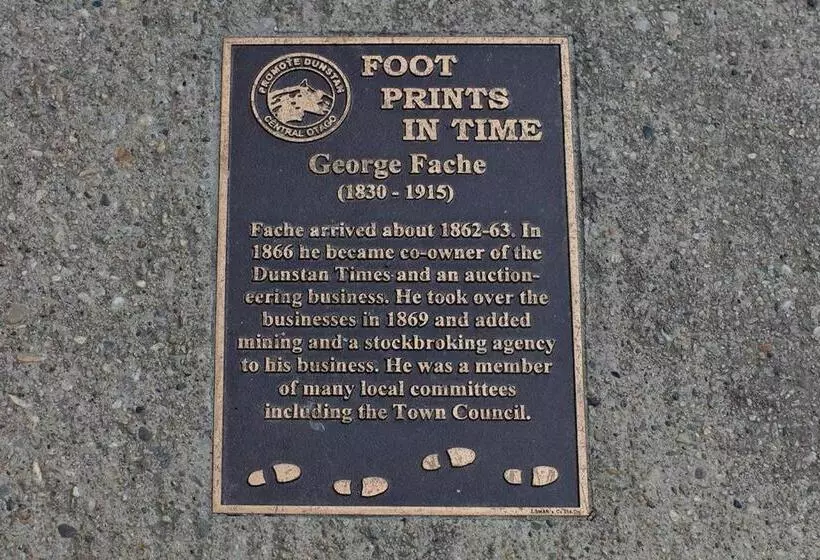 PROMOTE DUNSTAN
CENTRAL OTAGO
FOOT
PRINTS
IN TIME
George Fache
(1830 - 1915)
Fache arrived about 1862-63. In
1866 he became co-owner of the
Dunstan Times and an auction-
eering business. He took over the
businesses in 1869 and added
mining and a stockbroking agency
to his business. He was a member
of many local committees
including the Town Council.